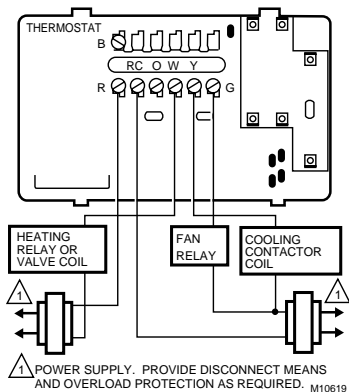 THERMOSTAT
B
RC O W Y
R
G
HEATING
RELAY OR
VALVE COIL
FAN
RELAY
COOLING
CONTACTOR
COIL
1
1
1 POWER SUPPLY. PROVIDE DISCONNECT MEANS
AND OVERLOAD PROTECTION AS REQUIRED.
M10619